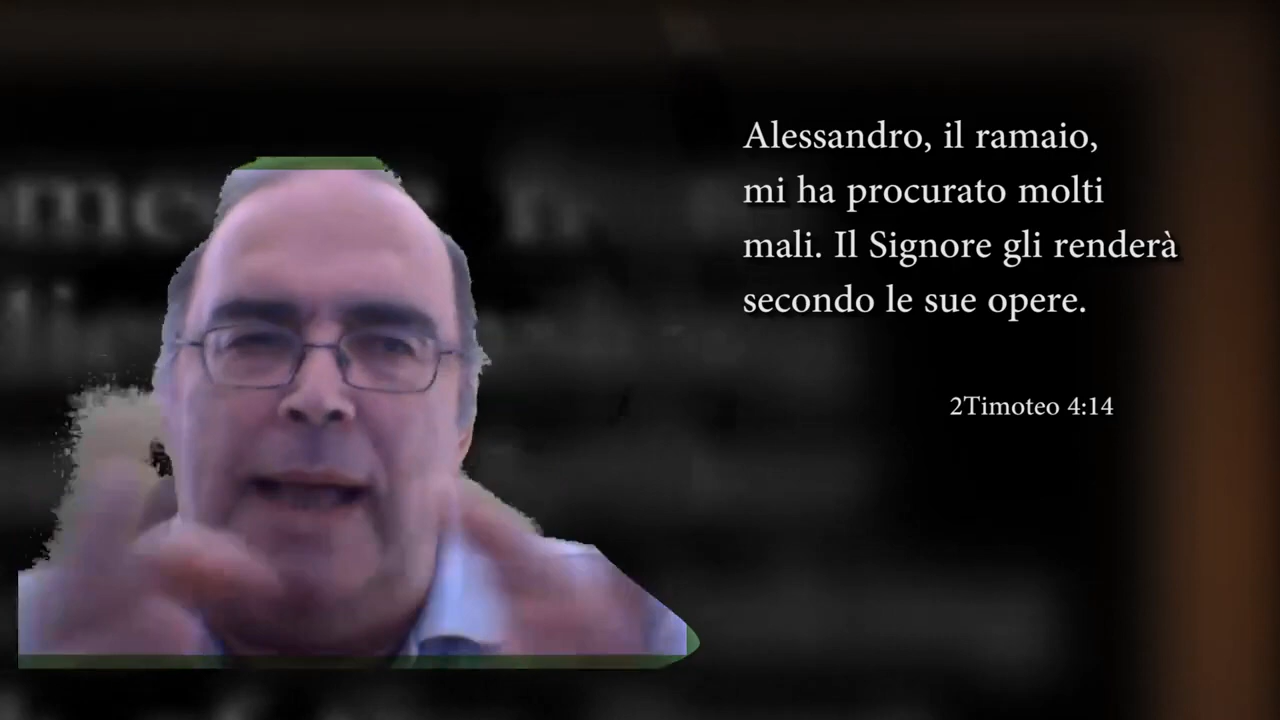 Alessandro, il ramaio,
mi ha procurato molti
mali. Il Signore gli renderà
secondo le sue opere.
2Timoteo 4:14